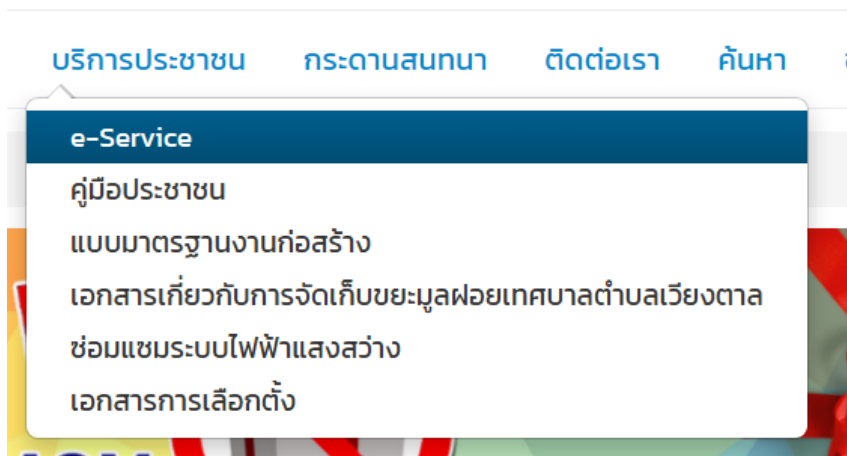 บริการประชาชน กระดานสนทนา ติดต่อเรา ค้นหา
e-Service
คู่มือประชาชน
แบบมาตรฐานงานก่อสร้าง
เอกสารเกี่ยวกับการจัดเก็บขยะมูลฝอยเทศบาลตำบลเวียงตาล
ซ่อมแซมระบบไฟฟ้าแสงสว่าง
เอกสารการเลือกตั้ง